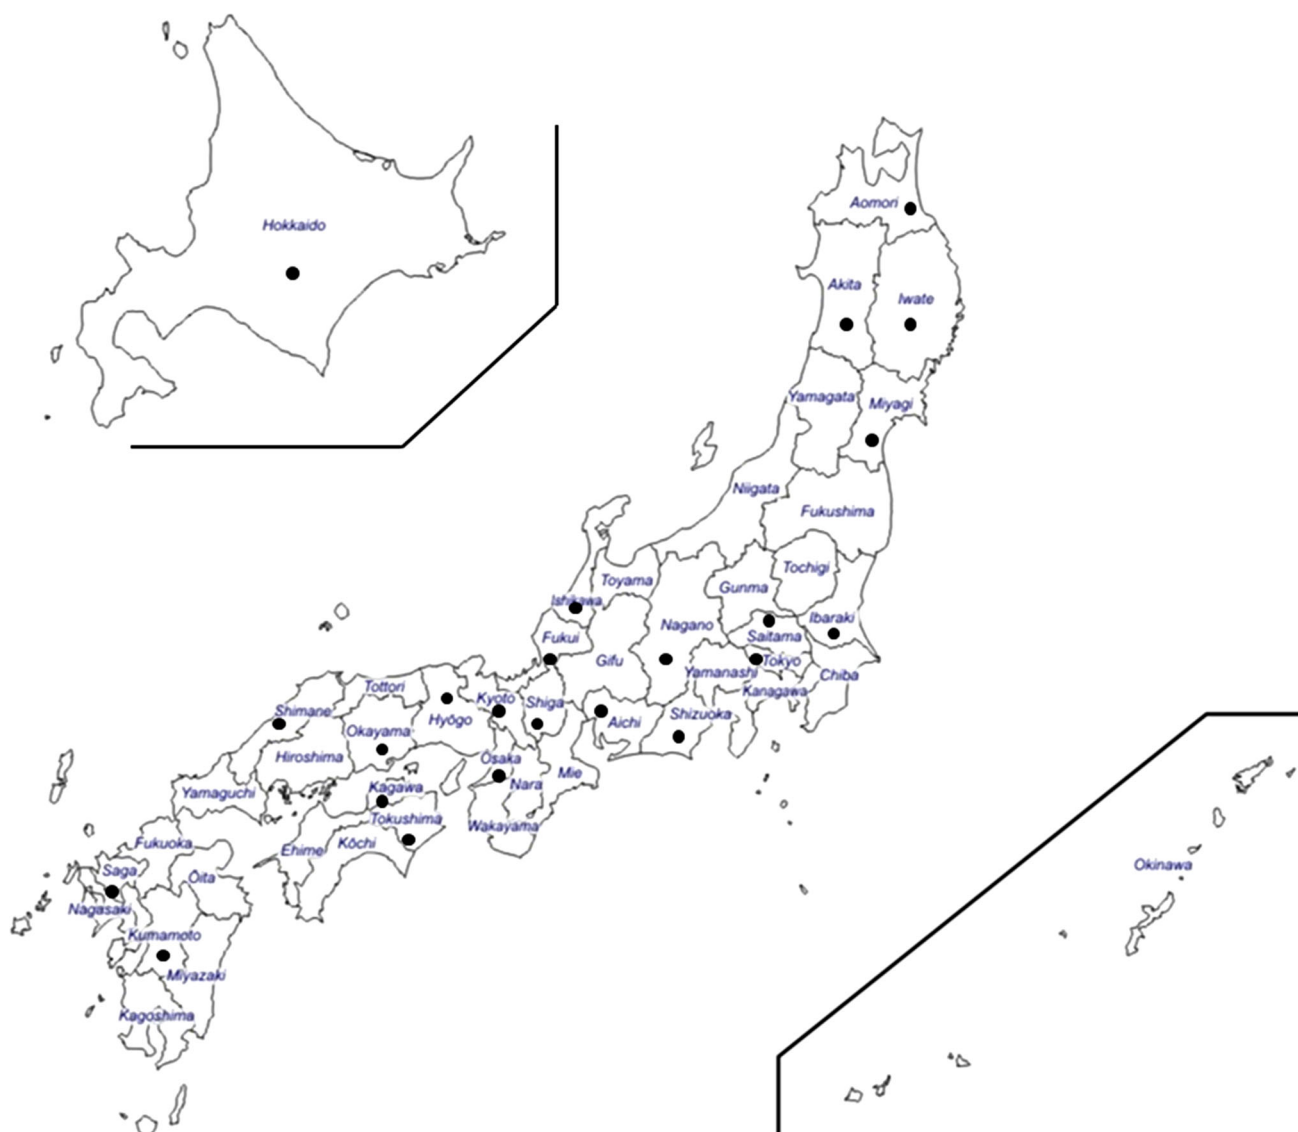 Hokkaido
Aomori
Akita
Iwate
Yamagata
Miyagi
Niigata
Fukushima
Toyama
Tochigi
Gunma
Ishikawa
Ibaraki
Nagano
Saitama
Fukui
Gifu
Tokyo
Yamanashi
Chiba
Kanagawa
Tottori
Kyoto
Shiga
Shimane
Hyōgo
Aichi
Shizuoka
Okayama
Hiroshima
Osaka
Mie
Nara
Kagawa
Yamaguchi
Tokushima
Wakayama
Fukuoka
Ehime
Kōchi
Okinawa
Saga
Ōita
Nagasaki
Kumamoto
Miyazaki
Kagoshima